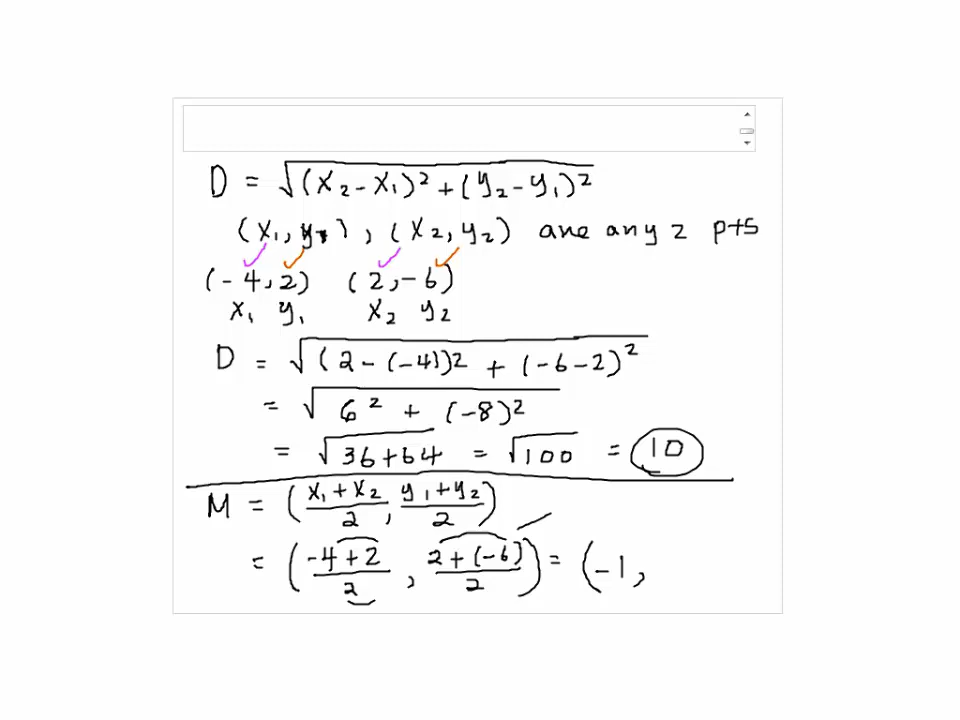 D = √((x₂ - x₁)² + (y₂ - y₁)²)
(x₁, y₁), (x₂, y₂) are any 2 pts
(-4, 2) (2, -6)
x₁ y₁ x₂ y₂
D = √((2 - (-4))² + (-6 - 2)²)
= √(6² + (-8)²)
= √(36+64) = √100 = 10
M = ((x₁ + x₂)/2, (y₁ + y₂)/2)
= ((-4 + 2)/2, (2 + (-6))/2) = (-1,